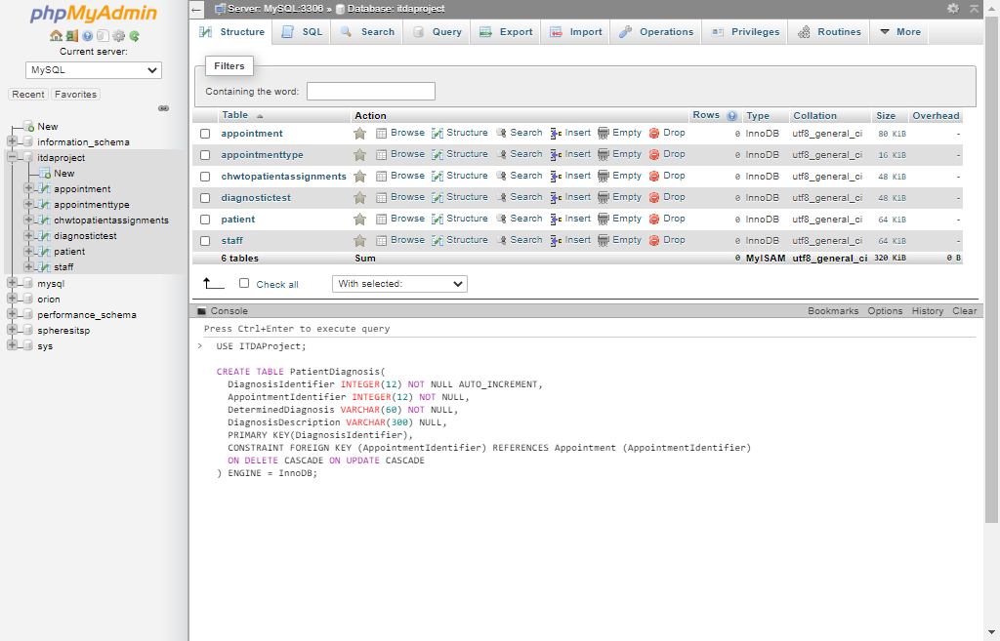 phpMyAdmin
Current server:
MySQL
Recent Favorites
New
information_schema
itdaproject
New
appointment
appointmenttype
chwtopatientassignments
diagnostictest
patient
staff
mysql
orion
performance_schema
spheresitsp
sys
Server: MySQL:3306 » Database: itdaproject
Structure SQL Search Query Export Import Operations Privileges Routines More
Filters
Containing the word:
Table Action Rows Type Collation Size Overhead
appointment Browse Structure Search Insert Empty Drop 0 InnoDB utf8_general_ci 80 KiB -
appointmenttype Browse Structure Search Insert Empty Drop 0 InnoDB utf8_general_ci 16 KiB -
chwtopatientassignments Browse Structure Search Insert Empty Drop 0 InnoDB utf8_general_ci 48 KiB -
diagnostictest Browse Structure Search Insert Empty Drop 0 InnoDB utf8_general_ci 48 KiB -
patient Browse Structure Search Insert Empty Drop 0 InnoDB utf8_general_ci 64 KiB -
staff Browse Structure Search Insert Empty Drop 0 InnoDB utf8_general_ci 64 KiB -
6 tables Sum 0 MyISAM utf8_general_ci 320 KiB 0 B
Check all With selected:
Console Bookmarks Options History Clear
Press Ctrl+Enter to execute query
> USE ITDAProject;
CREATE TABLE PatientDiagnosis(
DiagnosisIdentifier INTEGER(12) NOT NULL AUTO_INCREMENT,
AppointmentIdentifier INTEGER(12) NOT NULL,
DeterminedDiagnosis VARCHAR(60) NOT NULL,
DiagnosisDescription VARCHAR(300) NULL,
PRIMARY KEY(DiagnosisIdentifier),
CONSTRAINT FOREIGN KEY (AppointmentIdentifier) REFERENCES Appointment (AppointmentIdentifier)
ON DELETE CASCADE ON UPDATE CASCADE
) ENGINE = InnoDB;